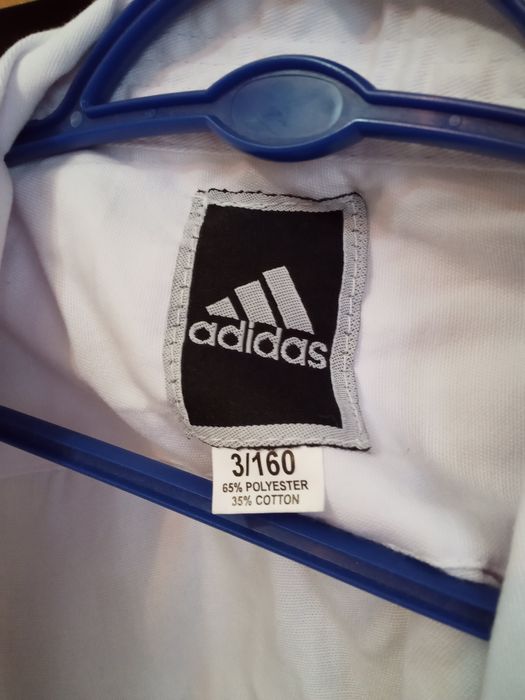 adidas
3/160
65% POLYESTER
35% COTTON